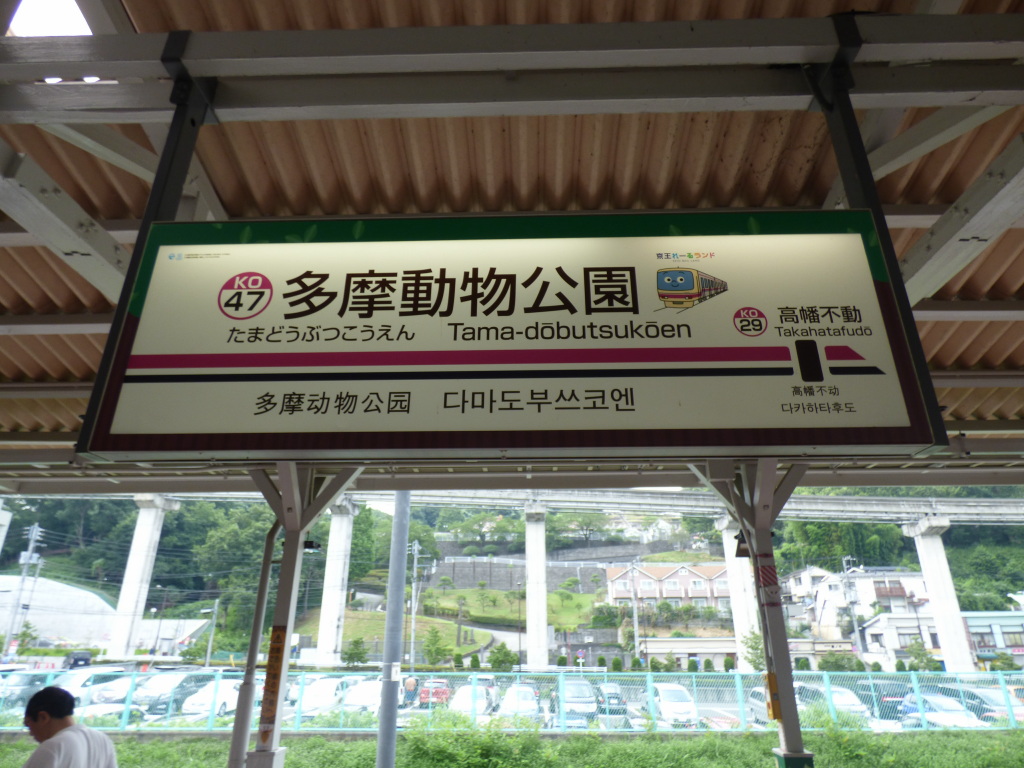 京王れーるランド
KO
47
多摩動物公園
たまどうぶつこうえん Tama-dōbutsukōen
KO
29
高幡不動
Takahatafudō
多摩动物公园 다마도부쓰코엔
高幡不动
다카하타후도